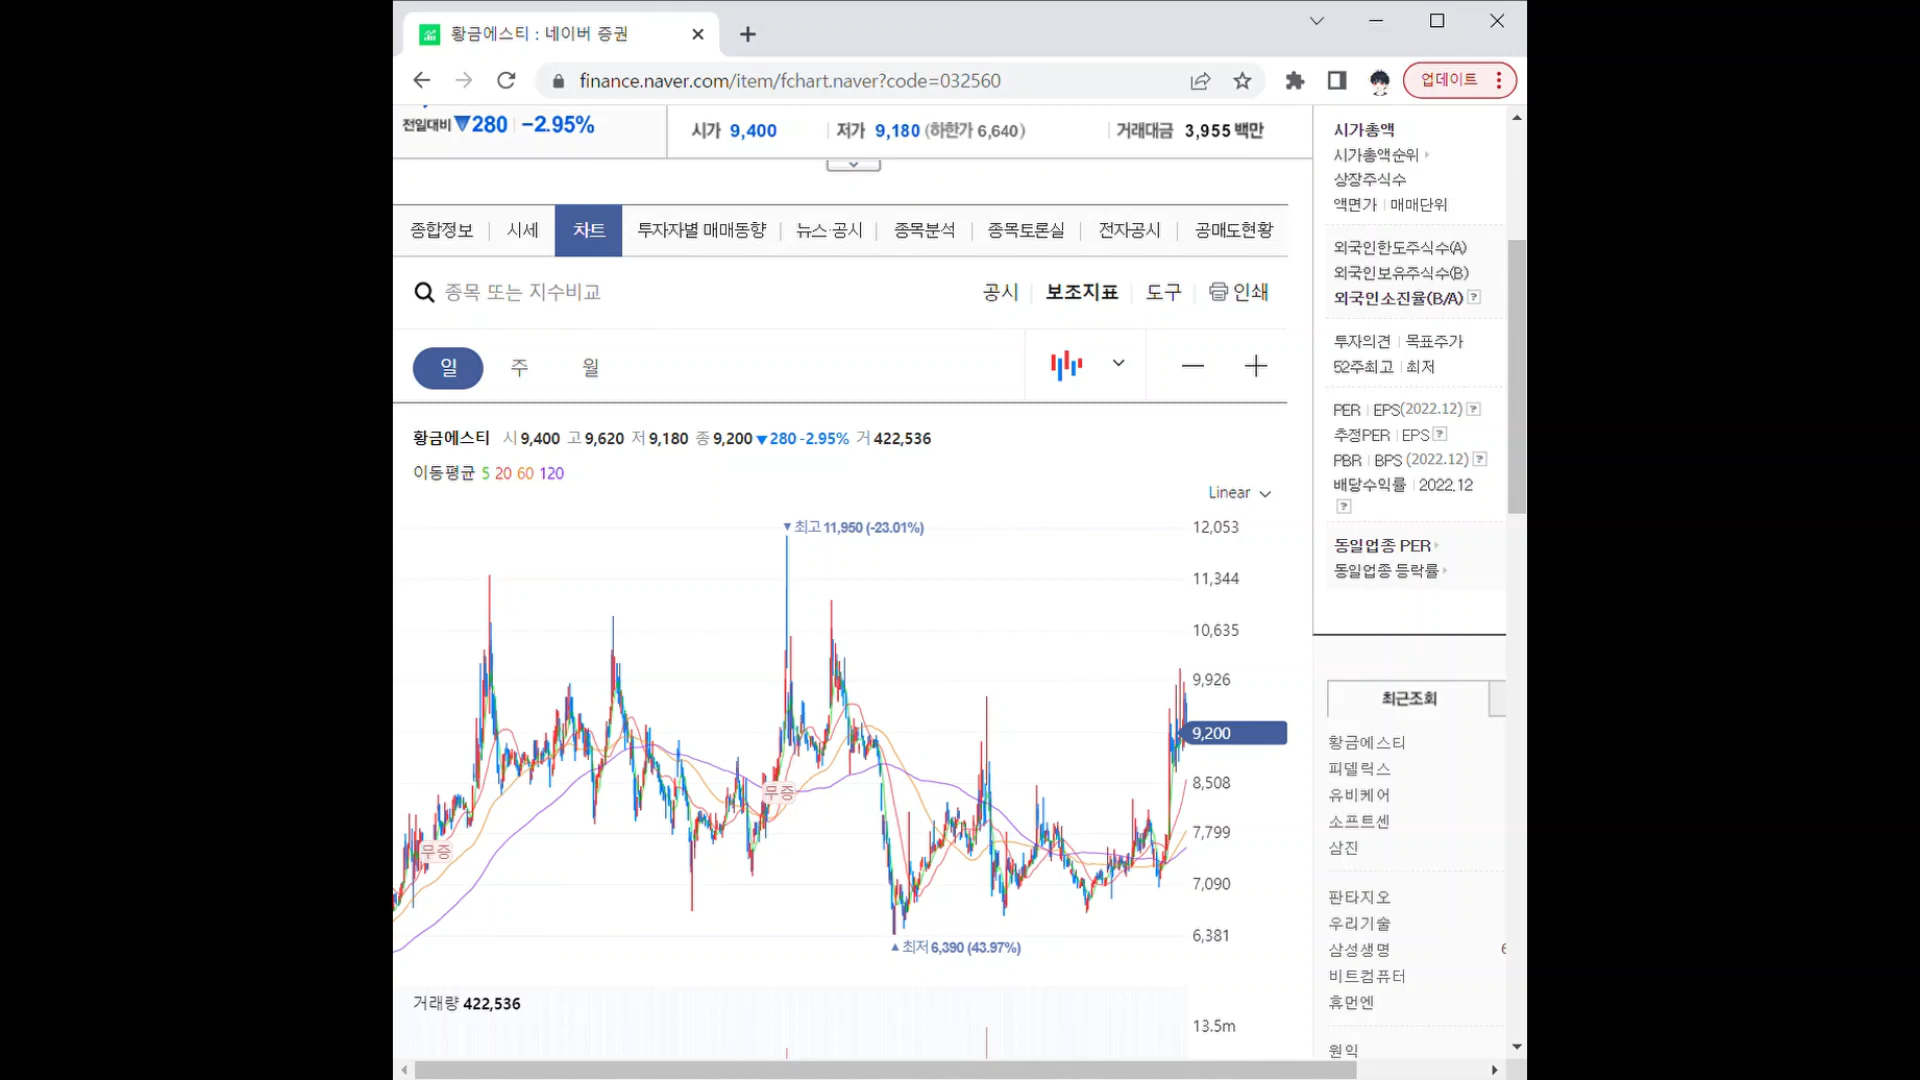 황금에스티 : 네이버 증권
finance.naver.com/item/fchart.naver?code=032560
업데이트
전일대비 ▼280 -2.95%
시가 9,400 저가 9,180 (하한가 6,640) 거래대금 3,955 백만
종합정보 시세 차트 투자자별 매매동향 뉴스·공시 종목분석 종목토론실 전자공시 공매도현황
종목 또는 지수비교
공시 보조지표 도구 인쇄
일 주 월
황금에스티 시 9,400 고 9,620 저 9,180 종 9,200 ▼280 -2.95% 거 422,536
이동평균 5 20 60 120
Linear
▼최고 11,950 (-23.01%)
12,053
11,344
10,635
9,926
9,200
8,508
7,799
7,090
6,381
무증
무증
▲최저 6,390 (43.97%)
거래량 422,536
13.5m
시가총액
시가총액순위
상장주식수
액면가 매매단위
외국인한도주식수(A)
외국인보유주식수(B)
외국인소진율(B/A) ?
투자의견 목표주가
52주최고 최저
PER EPS(2022.12) ?
추정PER EPS ?
PBR BPS (2022.12) ?
배당수익률 2022.12
?
동일업종 PER
동일업종 등락률
최근조회
황금에스티
피델릭스
유비케어
소프트센
삼진
판타지오
우리기술
삼성생명 6
비트컴퓨터
휴먼엔
원익